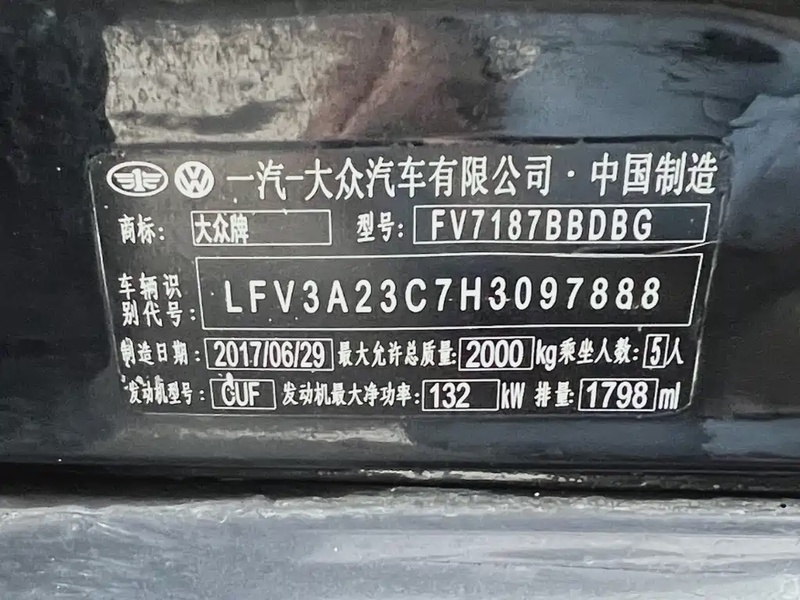 一汽-大众汽车有限公司·中国制造
商标: 大众牌 型号: FV7187BBDBG
车辆识别代号: LFV3A23C7H3097888
制造日期: 2017/06/29 最大允许总质量: 2000 kg 乘坐人数: 5 人
发动机型号: CUF 发动机最大净功率: 132 kW 排量: 1798 ml